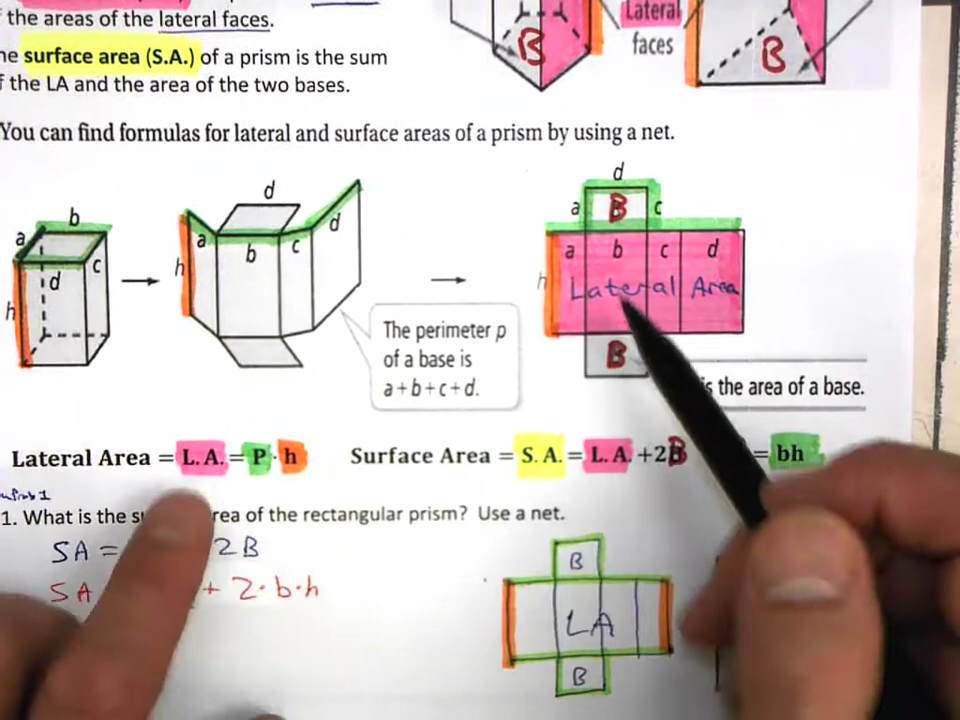 the areas of the lateral faces.
Lateral
faces
B
B
surface area (S.A.) of a prism is the sum
the LA and the area of the two bases.
You can find formulas for lateral and surface areas of a prism by using a net.
b
a
c
d
h
d
a
b
c
d
h
d
a
B
c
a
b
c
d
h
Lateral Area
B
The perimeter p
of a base is
a+b+c+d.
is the area of a base.
Lateral Area = L.A. = P · h
Surface Area = S.A. = L.A. +2B
= bh
1. What is the area of the rectangular prism? Use a net.
SA = 2B
SA + 2·b·h
B
LA
B